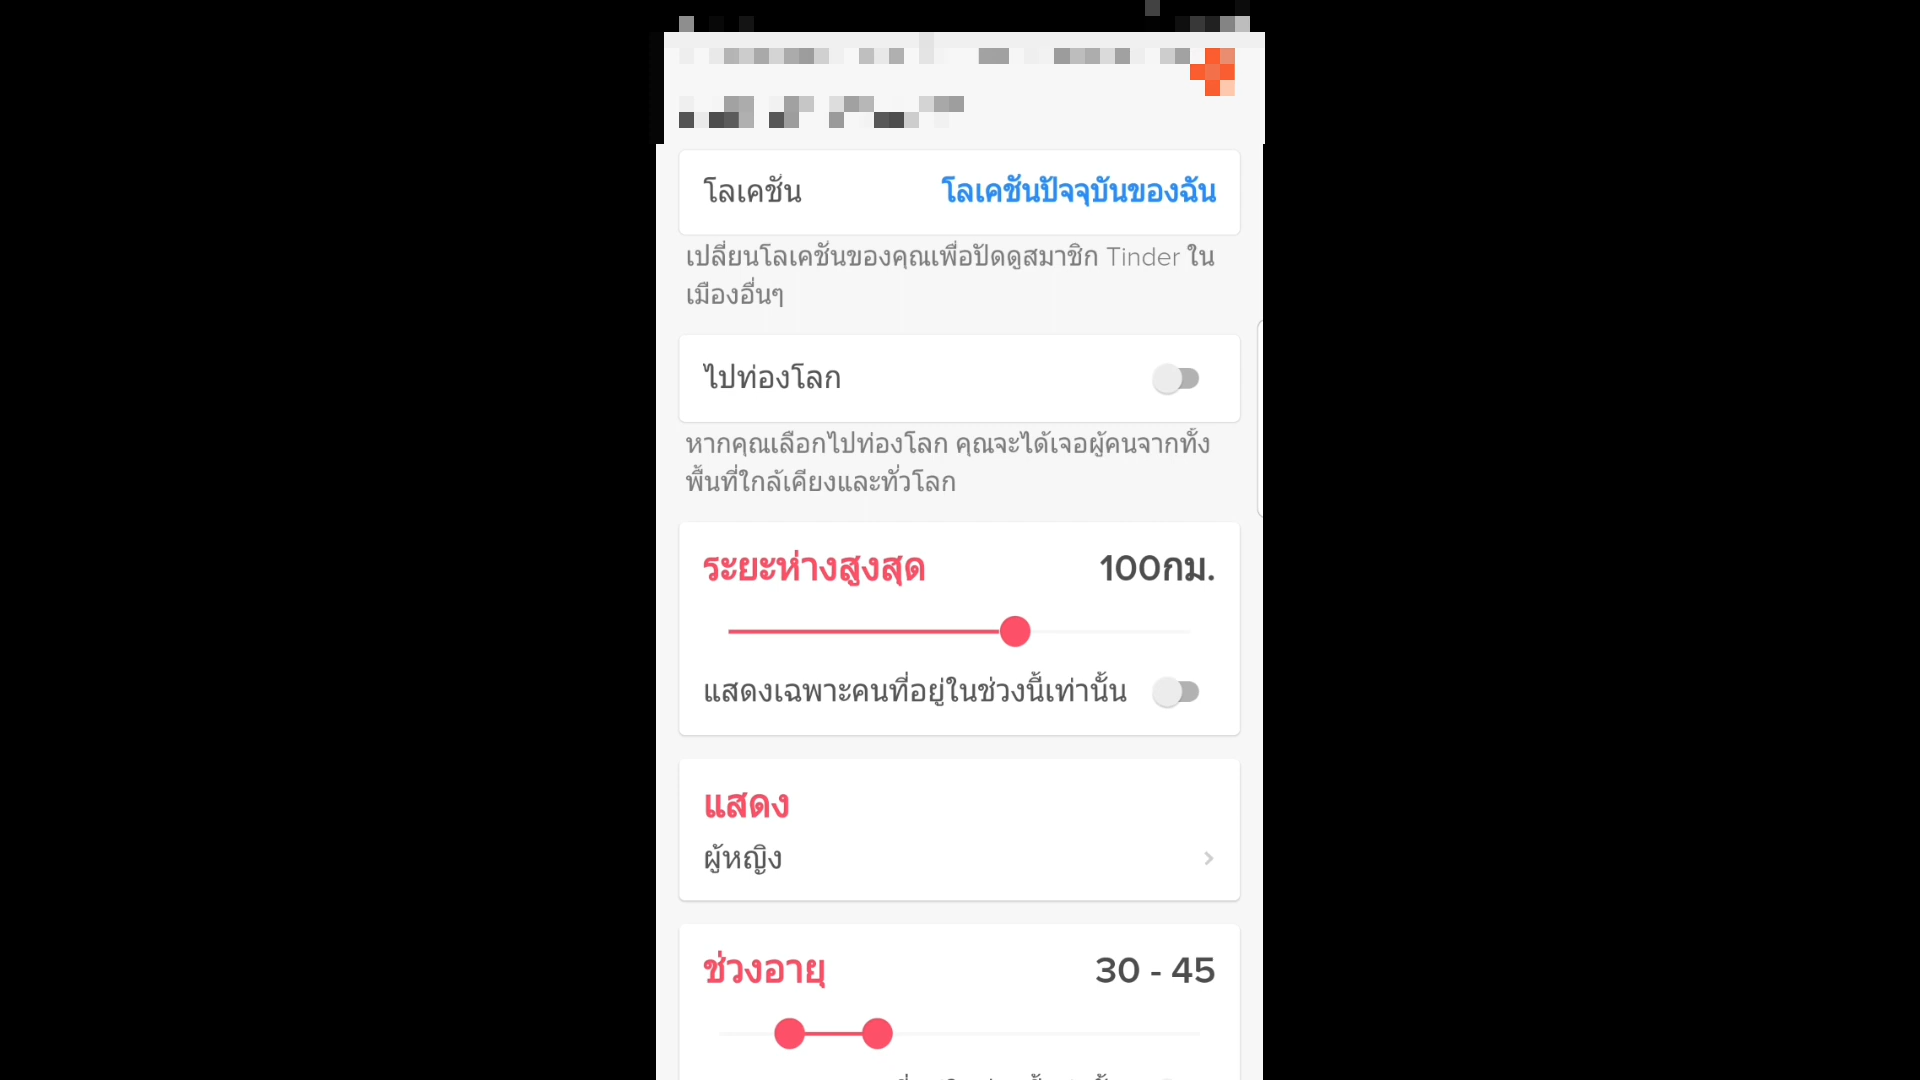 โลเคชั่น โลเคชั่นปัจจุบันของฉัน
เปลี่ยนโลเคชั่นของคุณเพื่อปัดดูสมาชิก Tinder ใน
เมืองอื่นๆ
ไปท่องโลก
หากคุณเลือกไปท่องโลก คุณจะได้เจอผู้คนจากทั้ง
พื้นที่ใกล้เคียงและทั่วโลก
ระยะห่างสูงสุด 100กม.
แสดงเฉพาะคนที่อยู่ในช่วงนี้เท่านั้น
แสดง
ผู้หญิง
ช่วงอายุ 30 - 45